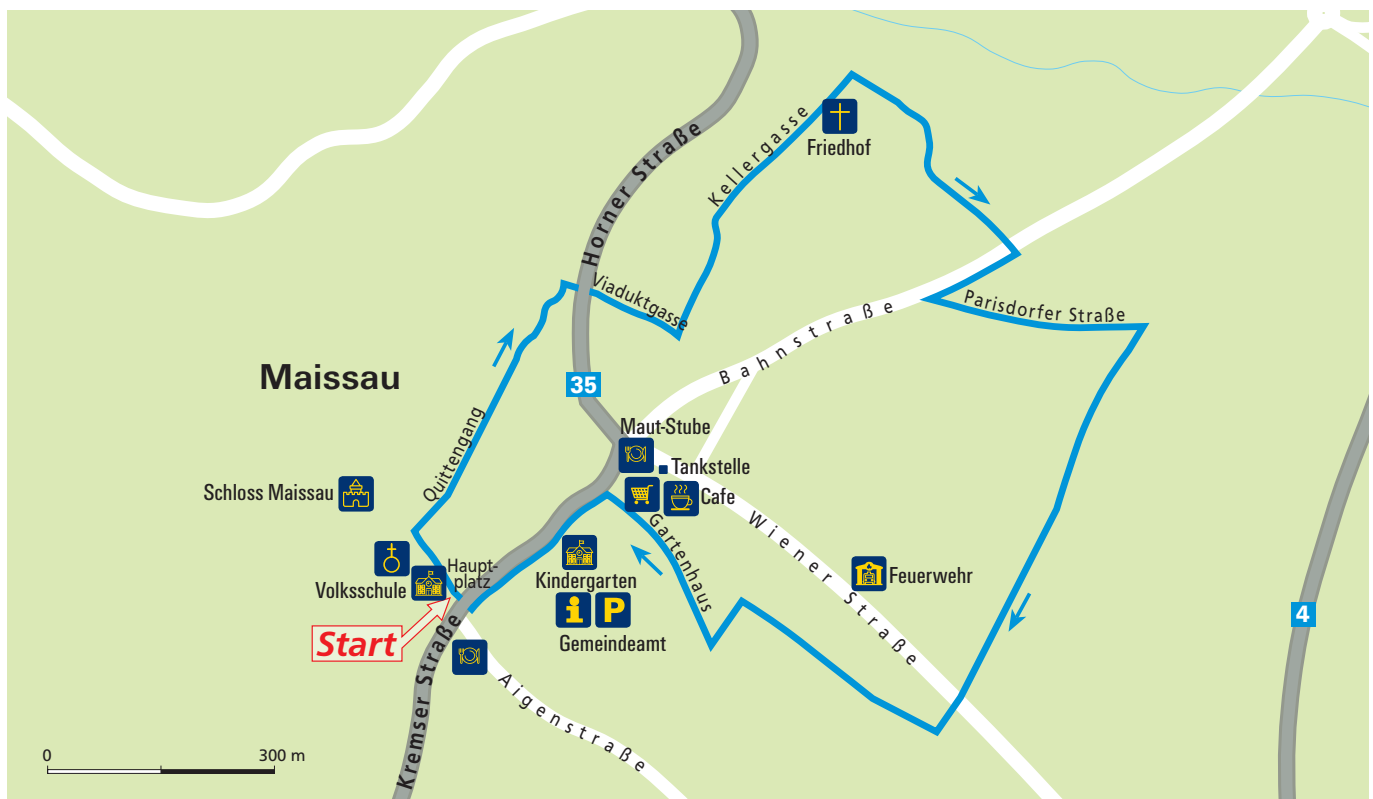 Friedhof
Kellergasse
Horner Straße
Viaduktgasse
Parisdorfer Straße
Bahnstraße
Maissau
35
Quittengang
Maut-Stube
Tankstelle
Cafe
Schloss Maissau
Gartenhaus
Wiener Straße
Haupt-
platz
Kindergarten
Volksschule
Feuerwehr
i P
Gemeindeamt
4
Start
Kremser Straße
Aigenstraße
0 300 m